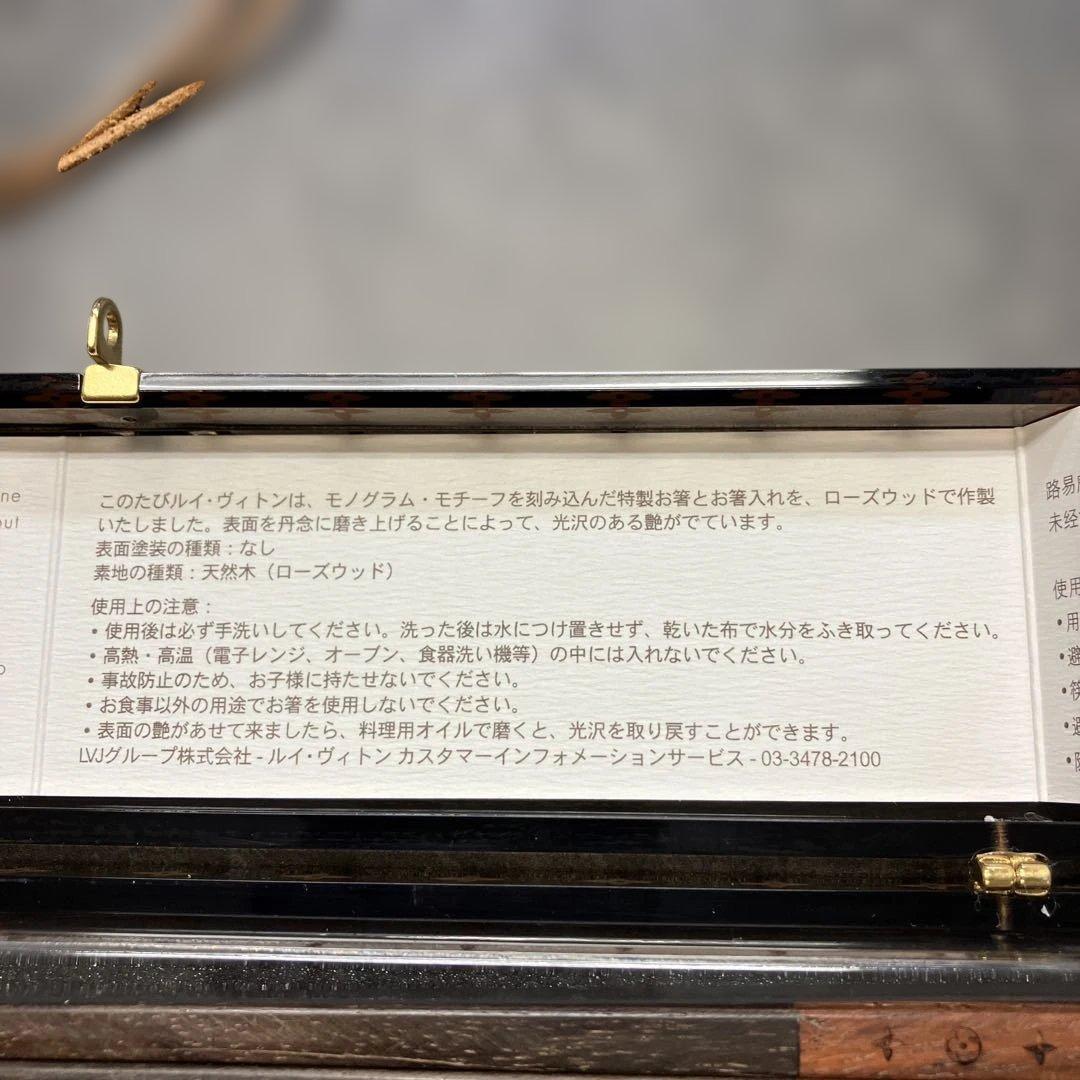 ne
out
このたびルイ・ヴィトンは、モノグラム・モチーフを刻み込んだ特製お箸とお箸入れを、ローズウッドで作製
いたしました。表面を丹念に磨き上げることによって、光沢のある艶がでています。
表面塗装の種類：なし
素地の種類：天然木（ローズウッド）
使用上の注意：
・使用後は必ず手洗いしてください。洗った後は水につけ置きせず、乾いた布で水分をふき取ってください。
・高熱・高温（電子レンジ、オーブン、食器洗い機等）の中には入れないでください。
・事故防止のため、お子様に持たせないでください。
・お食事以外の用途でお箸を使用しないでください。
・表面の艶があせて来ましたら、料理用オイルで磨くと、光沢を取り戻すことができます。
LVJグループ株式会社 - ルイ・ヴィトン カスタマーインフォメーションサービス - 03-3478-2100
路易
未经
使用
•用
•避
•筷